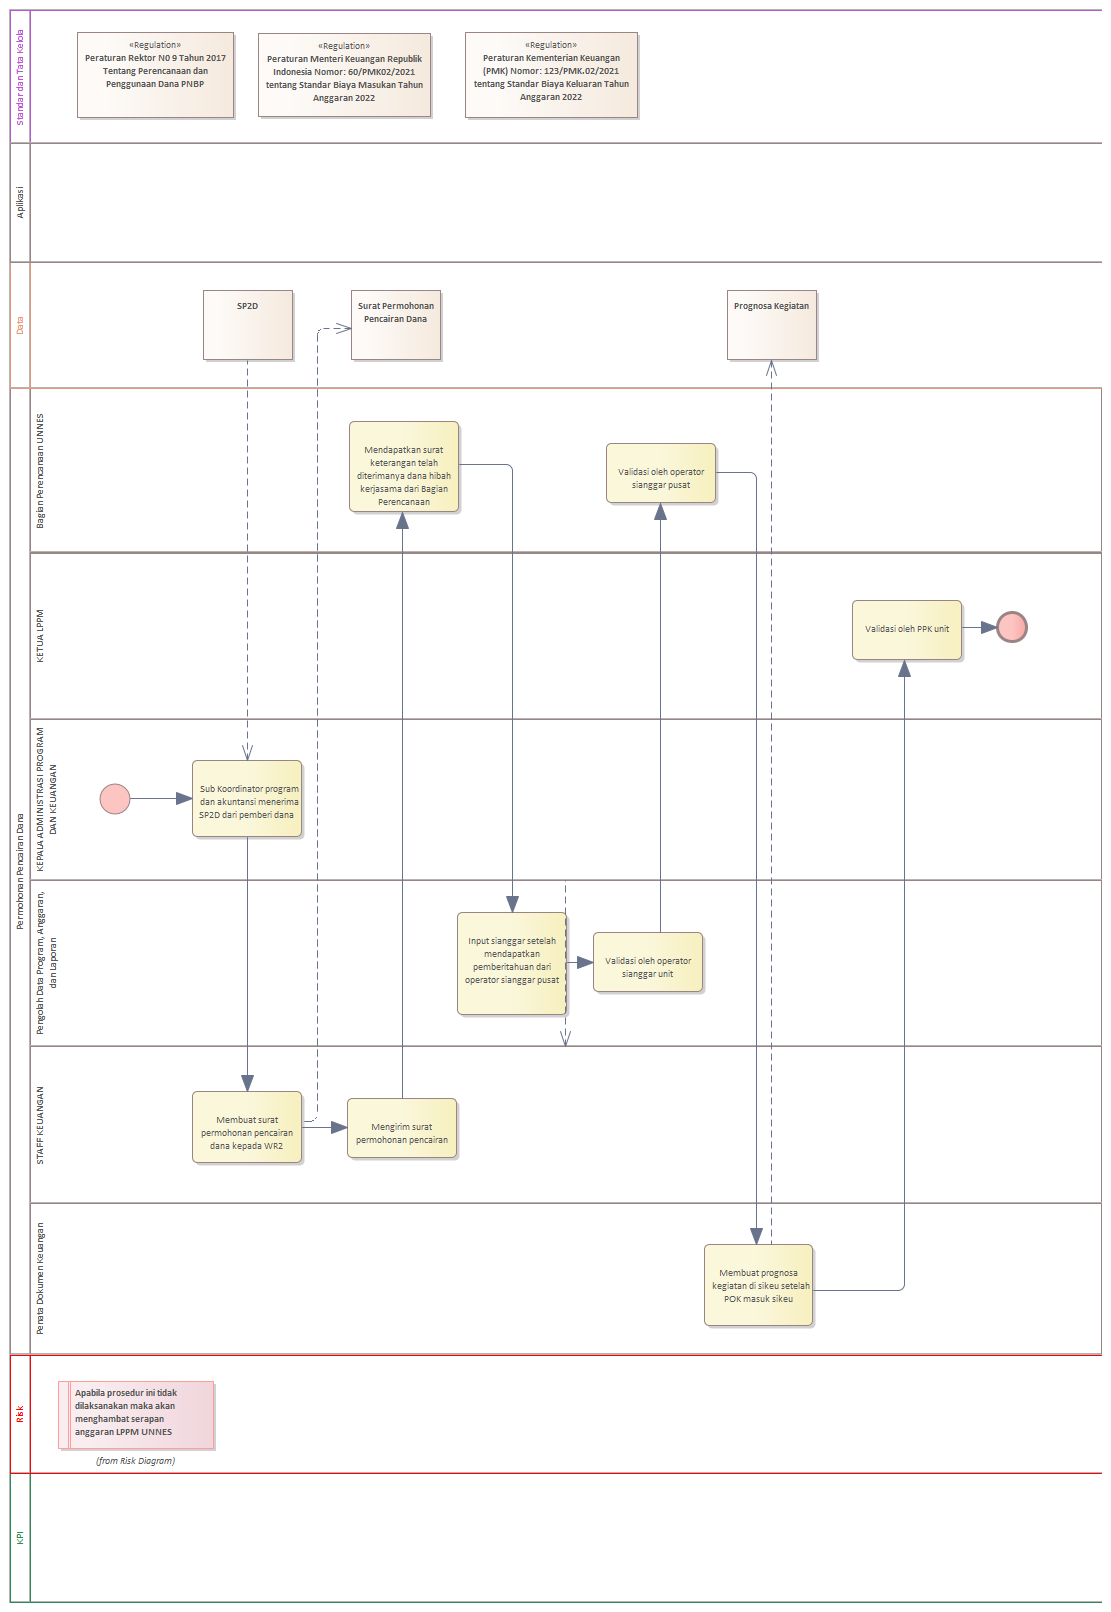 Standar dan Tata Kelola
«Regulation»
Peraturan Rektor N0 9 Tahun 2017
Tentang Perencanaan dan
Penggunaan Dana PNBP
«Regulation»
Peraturan Menteri Keuangan Republik
Indonesia Nomor: 60/PMK02/2021
tentang Standar Biaya Masukan Tahun
Anggaran 2022
«Regulation»
Peraturan Kementerian Keuangan
(PMK) Nomor: 123/PMK.02/2021
tentang Standar Biaya Keluaran Tahun
Anggaran 2022
Aplikasi
Data
SP2D
Surat Permohonan
Pencairan Dana
Prognosa Kegiatan
Permohonan Pencairan Dana
Bagian Perencanaan UNNES
Mendapatkan surat
keterangan telah
diterimanya dana hibah
kerjasama dari Bagian
Perencanaan
Validasi oleh operator
sianggar pusat
KETUA LPPM
Validasi oleh PPK unit
KEPALA ADMINISTRASI PROGRAM
DAN KEUANGAN
Sub Koordinator program
dan akuntansi menerima
SP2D dari pemberi dana
Pengolah Data Program, Anggaran,
dan Laporan
Input sianggar setelah
mendapatkan
pemberitahuan dari
operator sianggar pusat
Validasi oleh operator
sianggar unit
STAFF KEUANGAN
Membuat surat
permohonan pencairan
dana kepada WR2
Mengirim surat
permohonan pencairan
Penata Dokumen Keuangan
Membuat prognosa
kegiatan di sikeu setelah
POK masuk sikeu
Risk
Apabila prosedur ini tidak
dilaksanakan maka akan
menghambat serapan
anggaran LPPM UNNES
(from Risk Diagram)
KPI